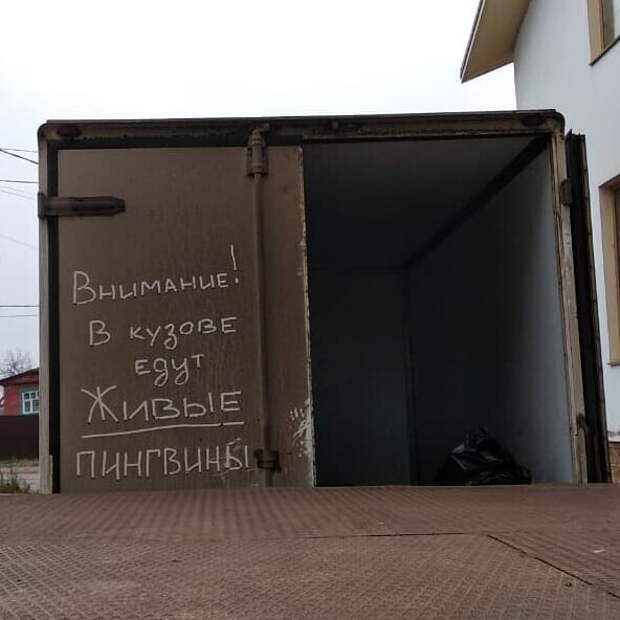 Внимание!
В кузове
едут
Живые
пингвины